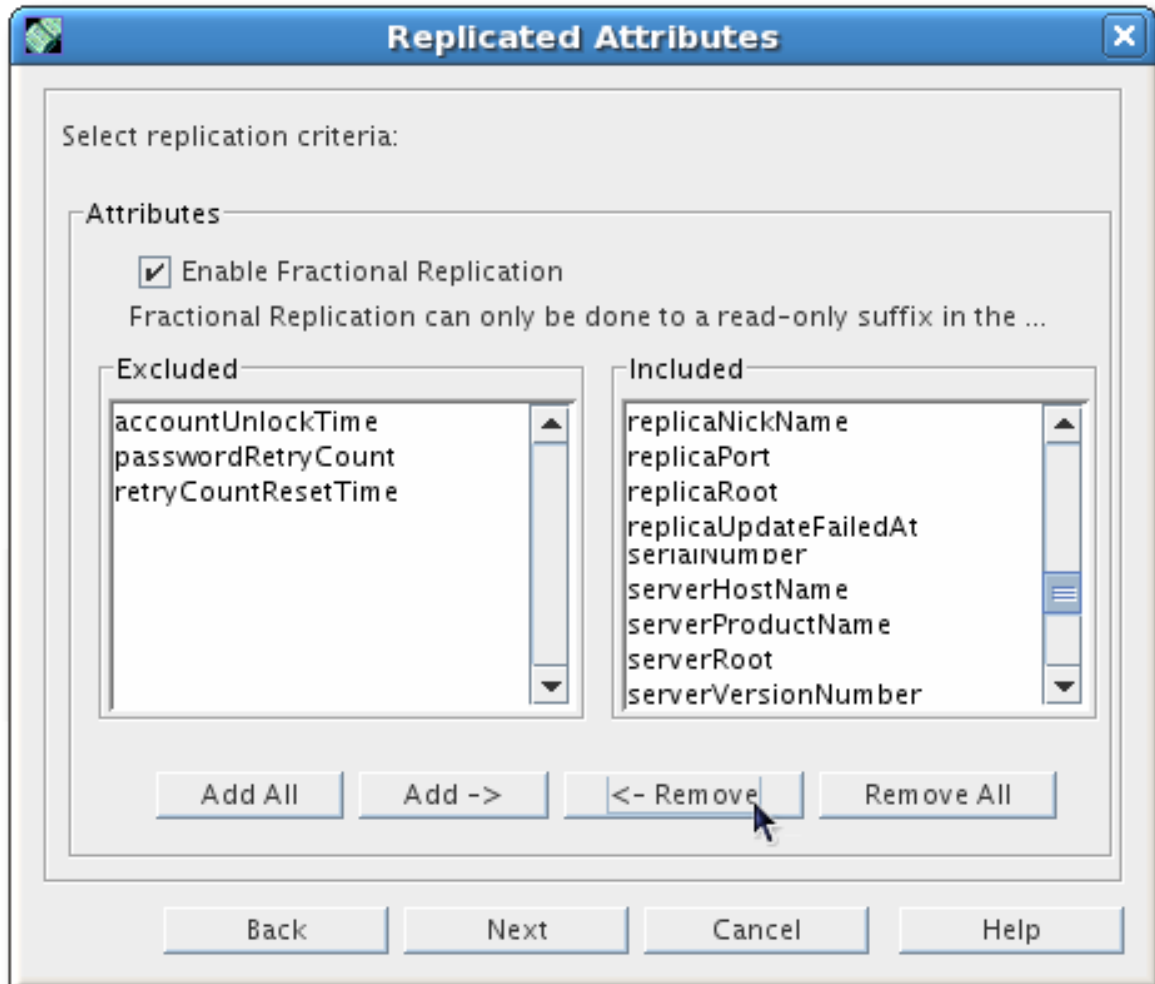 Replicated Attributes
Select replication criteria:
Attributes
Enable Fractional Replication
Fractional Replication can only be done to a read-only suffix in the ...
Excluded
accountUnlockTime
passwordRetryCount
retryCountResetTime
Included
replicaNickName
replicaPort
replicaRoot
replicaUpdateFailedAt
serialNumber
serverHostName
serverProductName
serverRoot
serverVersionNumber
Add All
Add ->
<- Remove
Remove All
Back
Next
Cancel
Help